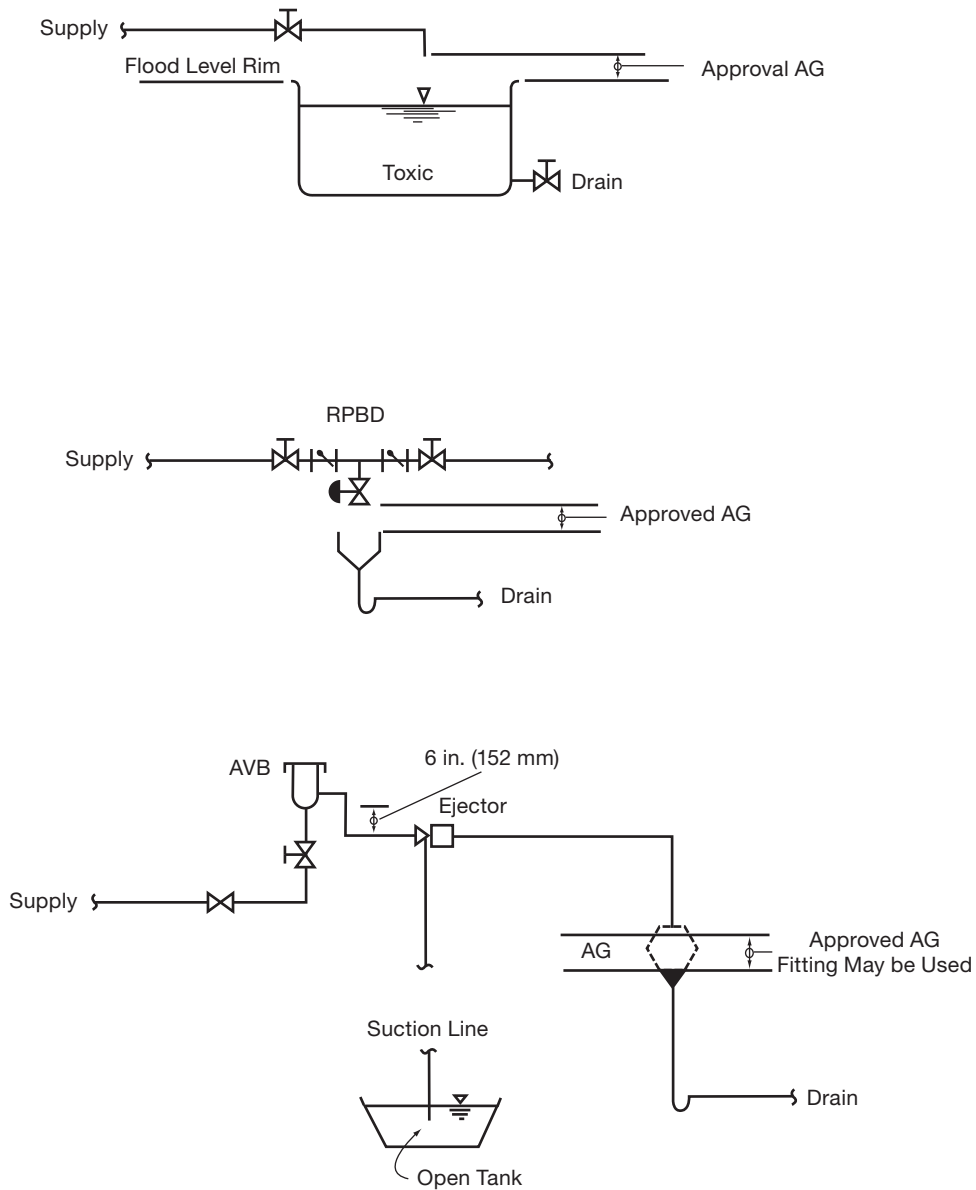 Supply
Flood Level Rim
Approval AG
Toxic
Drain
RPBD
Supply
Approved AG
Drain
6 in. (152 mm)
AVB
Ejector
Supply
AG
Approved AG
Fitting May be Used
Suction Line
Drain
Open Tank